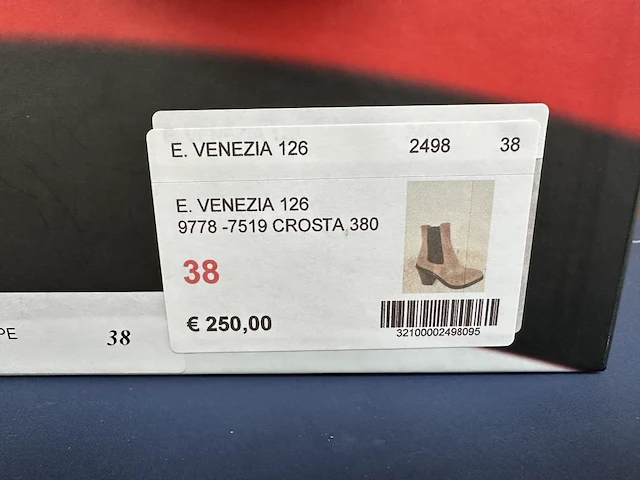 E. VENEZIA 126 2498 38
E. VENEZIA 126
9778 -7519 CROSTA 380
38
€ 250,00
32100002498095
PE 38